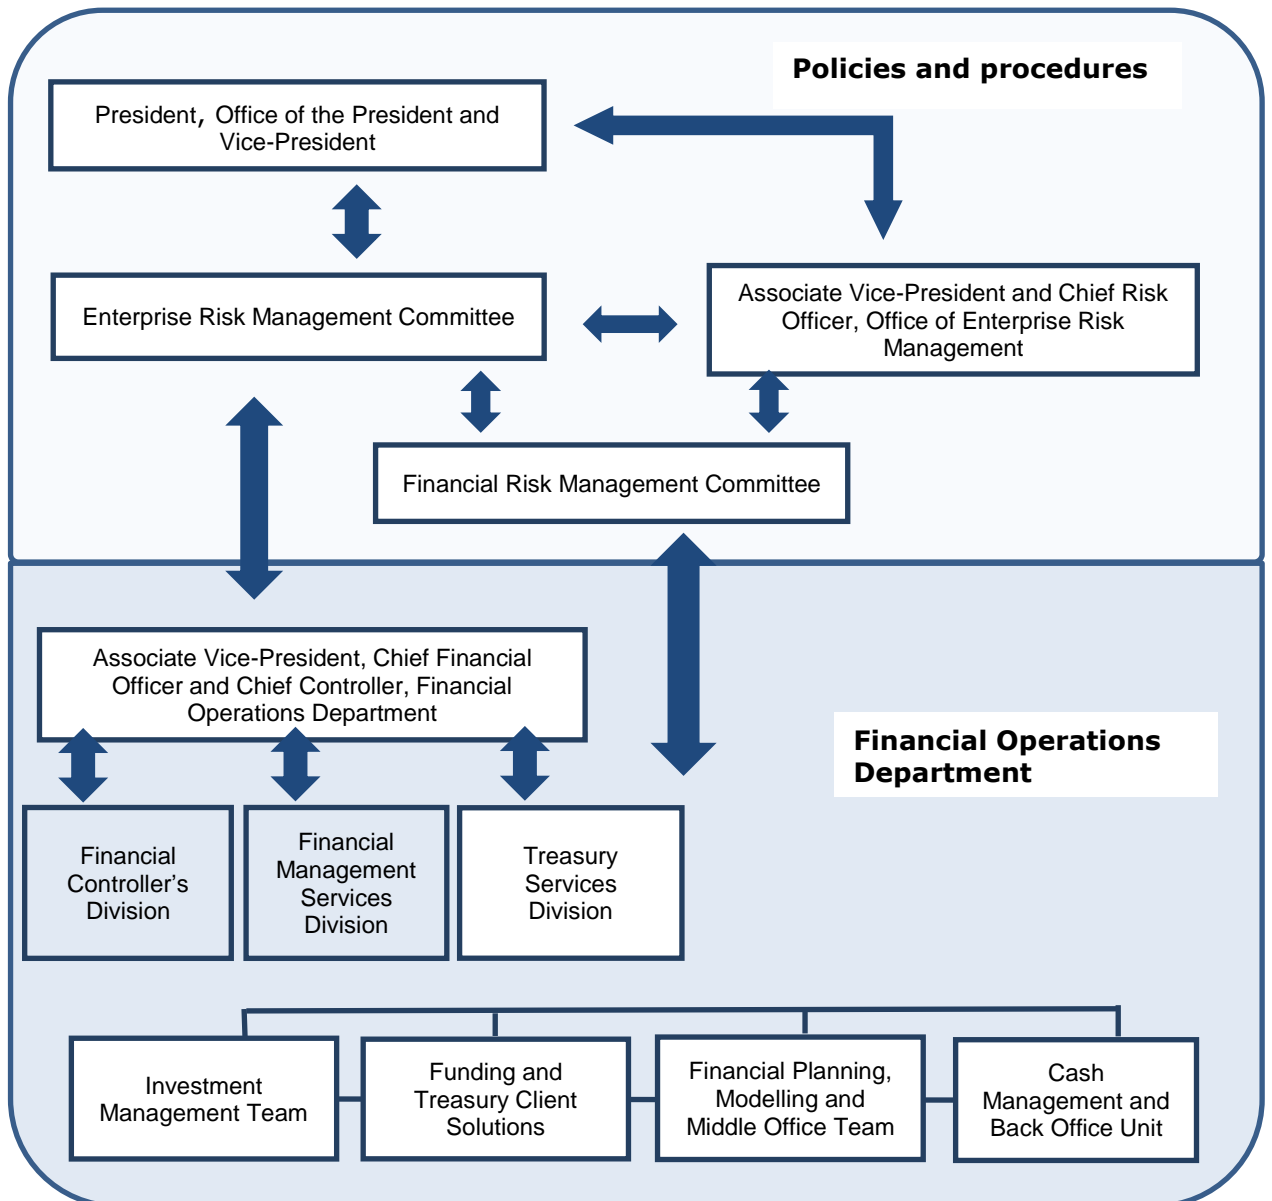 Policies and procedures
President, Office of the President and
Vice-President
Enterprise Risk Management Committee
Associate Vice-President and Chief Risk
Officer, Office of Enterprise Risk
Management
Financial Risk Management Committee
Associate Vice-President, Chief Financial
Officer and Chief Controller, Financial
Operations Department
Financial Operations
Department
Financial
Controller’s
Division
Financial
Management
Services
Division
Treasury
Services
Division
Investment
Management Team
Funding and
Treasury Client
Solutions
Financial Planning,
Modelling and
Middle Office Team
Cash
Management and
Back Office Unit